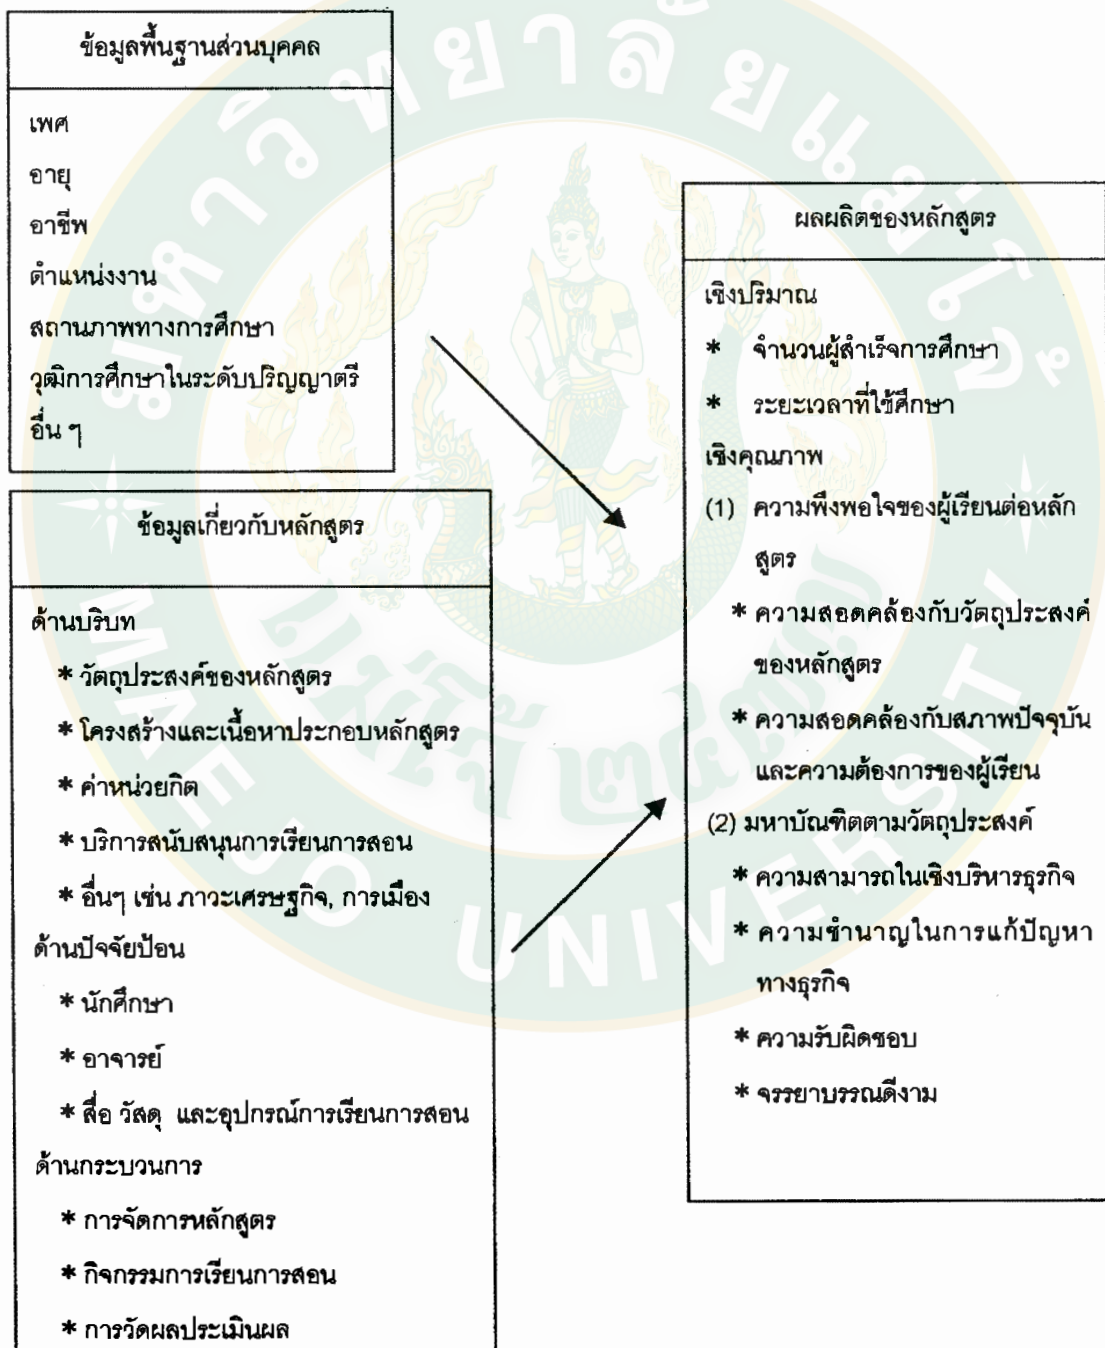 ข้อมูลพื้นฐานส่วนบุคคล
เพศ
อายุ
อาชีพ
ตำแหน่งงาน
สถานภาพทางการศึกษา
วุฒิการศึกษาในระดับปริญญาตรี
อื่น ๆ
ข้อมูลเกี่ยวกับหลักสูตร
ด้านบริบท
* วัตถุประสงค์ของหลักสูตร
* โครงสร้างและเนื้อหาประกอบหลักสูตร
* ค่าหน่วยกิต
* บริการสนับสนุนการเรียนการสอน
* อื่นๆ เช่น ภาวะเศรษฐกิจ, การเมือง
ด้านปัจจัยป้อน
* นักศึกษา
* อาจารย์
* สื่อ วัสดุ และอุปกรณ์การเรียนการสอน
ด้านกระบวนการ
* การจัดการหลักสูตร
* กิจกรรมการเรียนการสอน
* การวัดผลประเมินผล
ผลผลิตของหลักสูตร
เชิงปริมาณ
* จำนวนผู้สำเร็จการศึกษา
* ระยะเวลาที่ใช้ศึกษา
เชิงคุณภาพ
(1) ความพึงพอใจของผู้เรียนต่อหลัก
สูตร
* ความสอดคล้องกับวัตถุประสงค์
ของหลักสูตร
* ความสอดคล้องกับสภาพปัจจุบัน
และความต้องการของผู้เรียน
(2) มหาบัณฑิตตามวัตถุประสงค์
* ความสามารถในเชิงบริหารธุรกิจ
* ความชำนาญในการแก้ปัญหา
ทางธุรกิจ
* ความรับผิดชอบ
* จรรยาบรรณดีงาม
มหาวิทยาลัยแม่โจ้
แม่โจ้ ๒๔๗๗
MAEJO UNIVERSITY